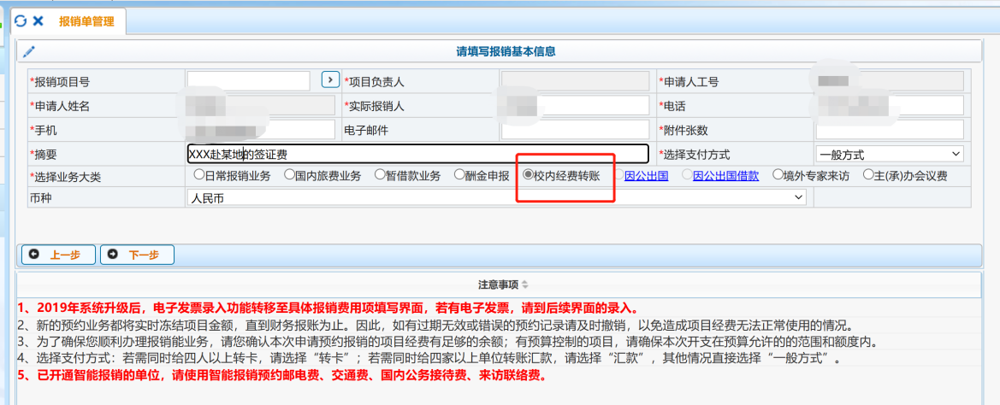 报销单管理
请填写报销基本信息
*报销项目号 *项目负责人 *申请人工号
*申请人姓名 *实际报销人 *电话
*手机 电子邮件 *附件张数
*摘要 XXX赴某地的签证费 *选择支付方式 一般方式
*选择业务大类 日常报销业务 国内旅费业务 暂借款业务 酬金申报 校内经费转账 因公出国 因公出国借款 境外专家来访 主(承)办会议费
币种 人民币
上一步 下一步
注意事项
1、2019年系统升级后，电子发票录入功能转移至具体报销费用项填写界面，若有电子发票，请到后续界面的录入。
2、新的预约业务都将实时冻结项目金额，直到财务报账为止。因此，如有过期无效或错误的预约记录请及时撤销，以免造成项目经费无法正常使用的情况。
3、为了确保您顺利办理报销能业务，请您确认本次申请预约报销的项目经费有足够的余额；有预算控制的项目，请确保本次开支在预算允许的的范围和额度内。
4、选择支付方式：若需同时给四人以上转卡，请选择“转卡”；若需同时给四家以上单位转账汇款，请选择“汇款”，其他情况直接选择“一般方式”。
5、已开通智能报销的单位，请使用智能报销预约邮电费、交通费、国内公务接待费、来访联络费。